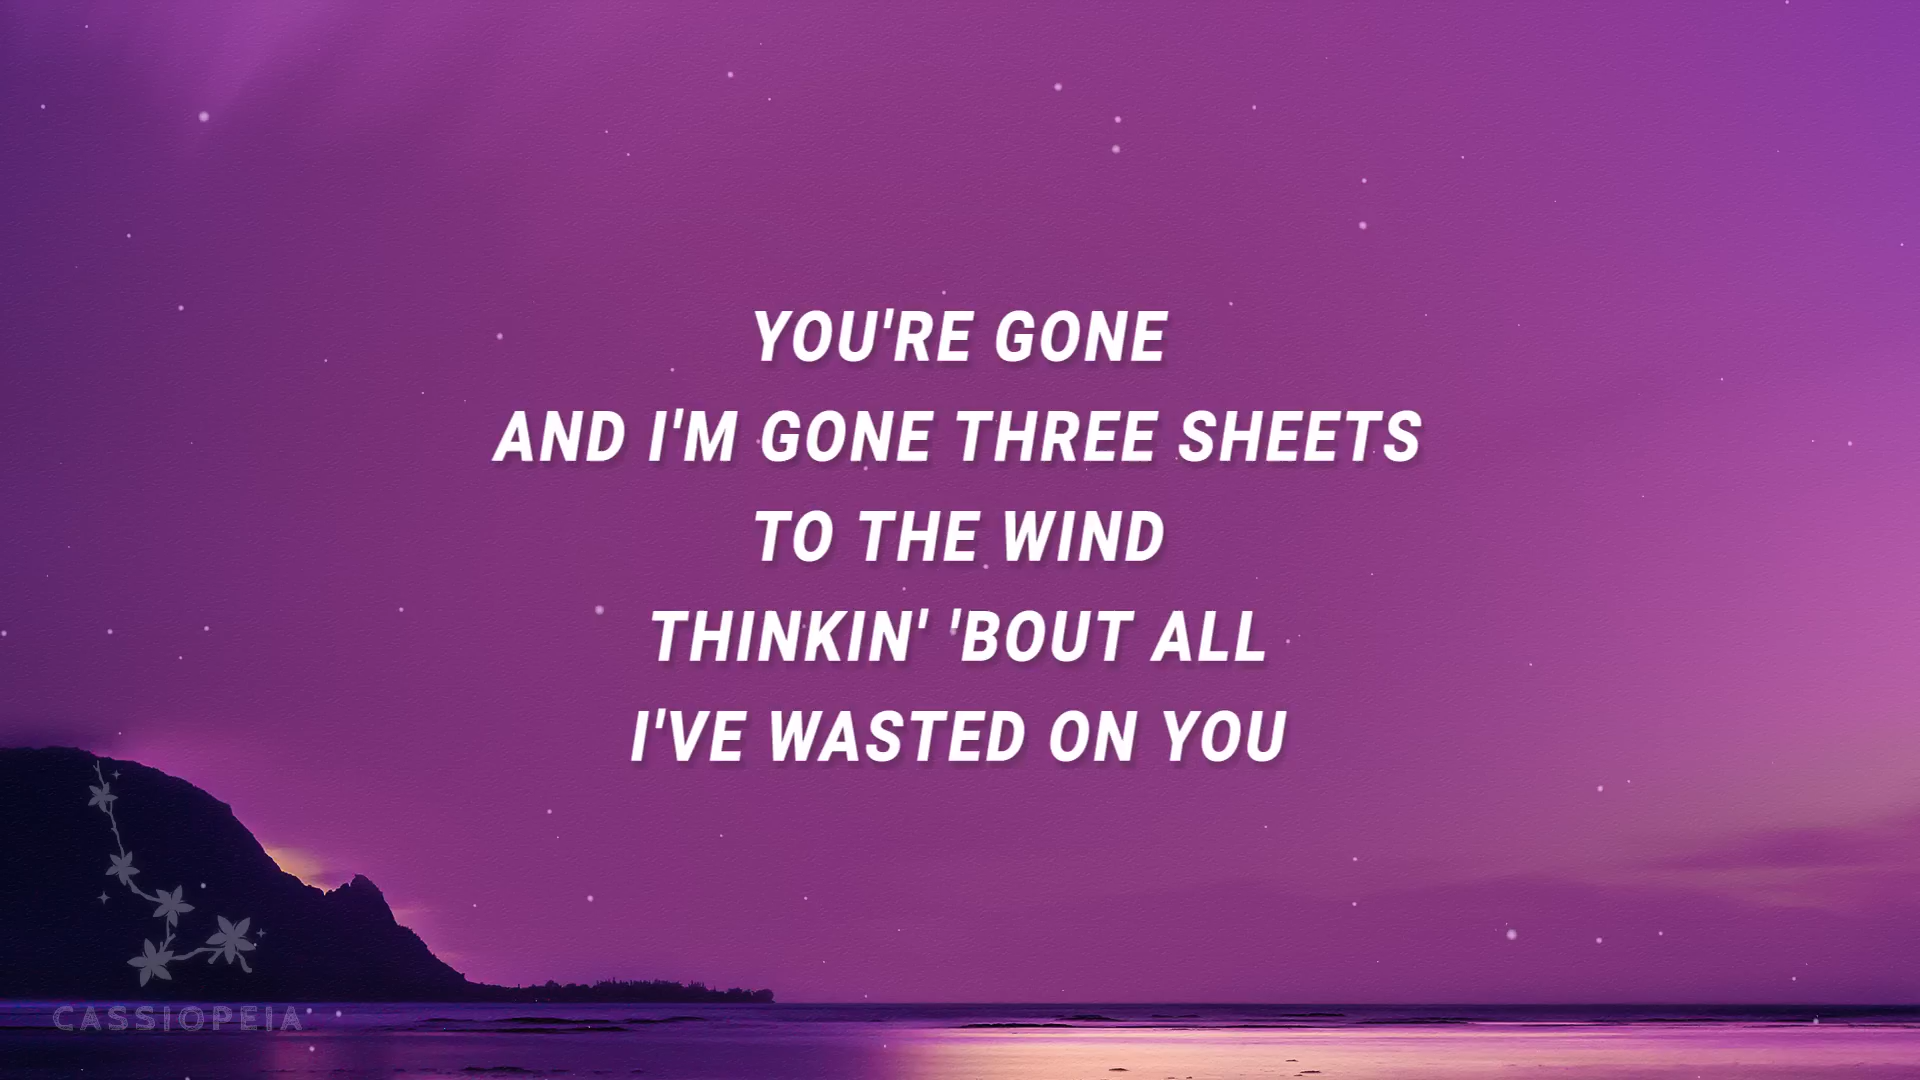 YOU'RE GONE
AND I'M GONE THREE SHEETS
TO THE WIND
THINKIN' 'BOUT ALL
I'VE WASTED ON YOU
CASSIOPEIA